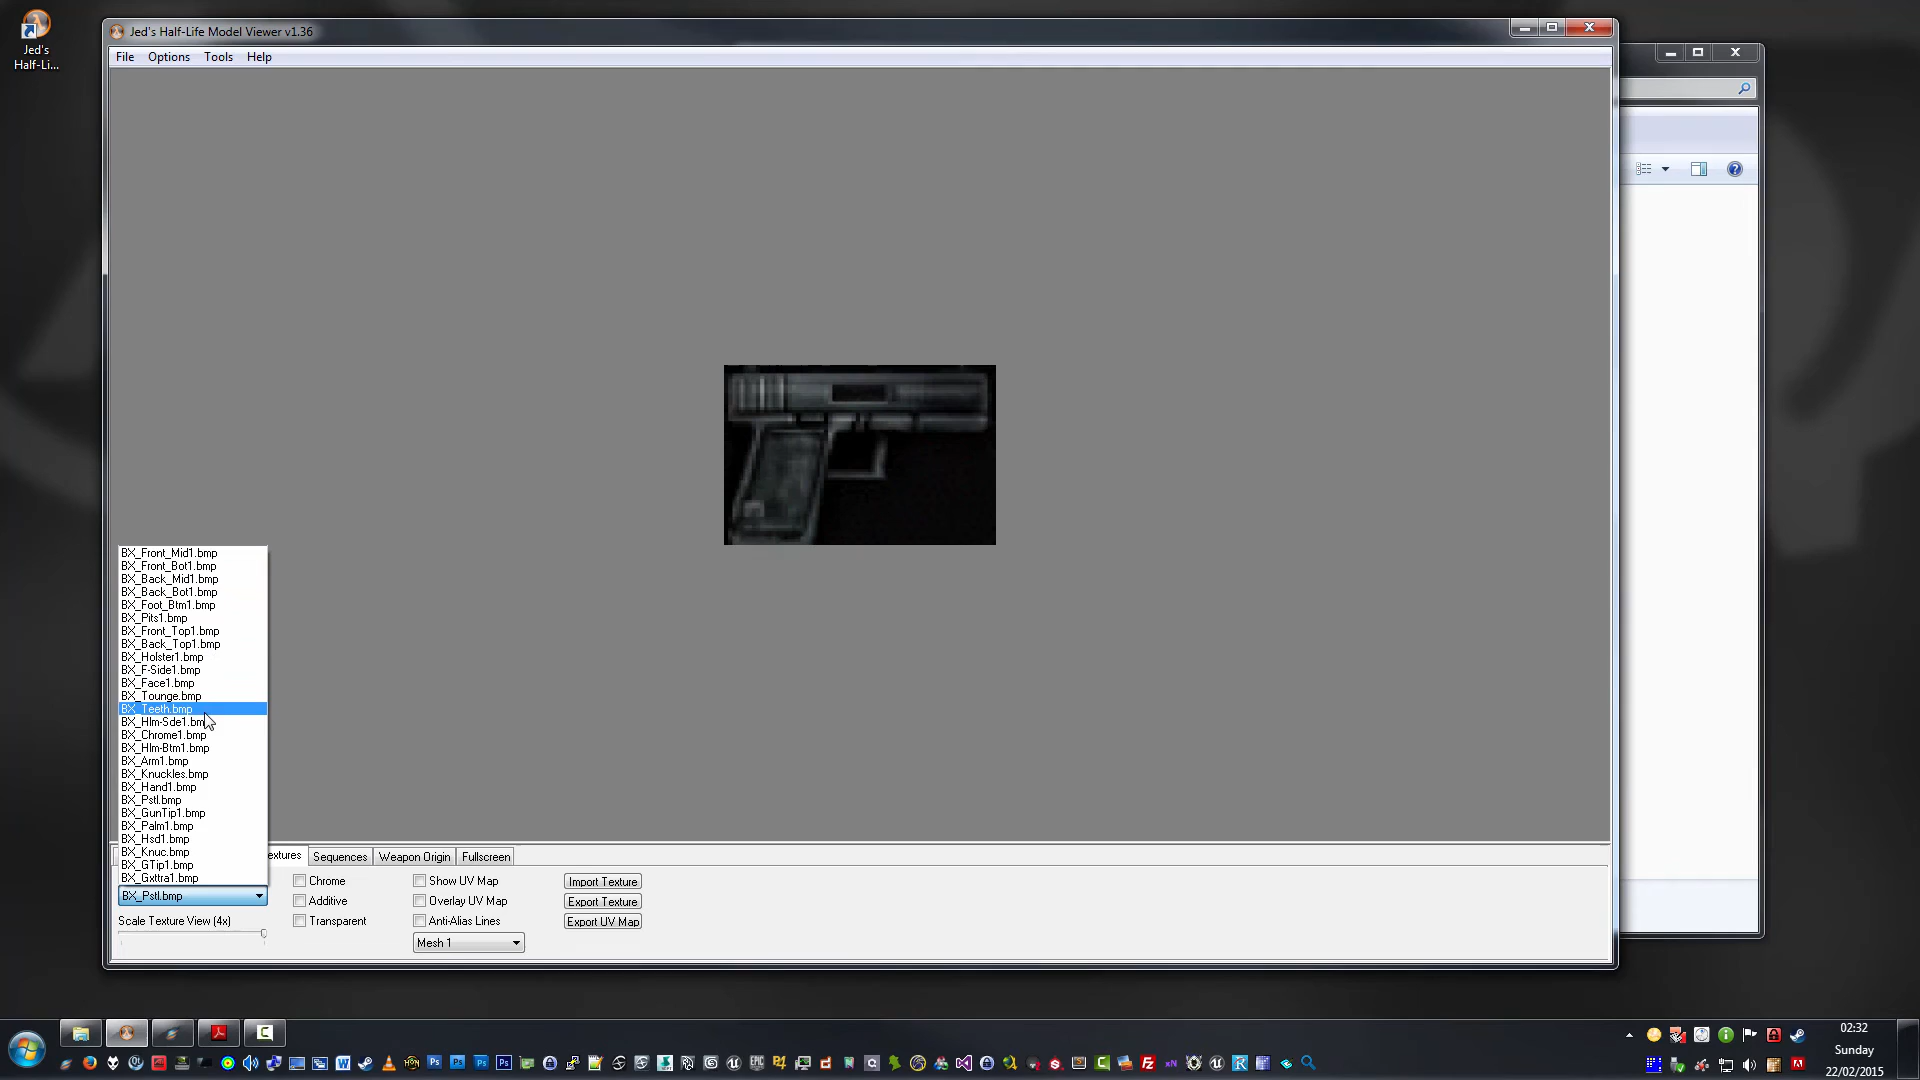 Jed's
Half-Li...
Jed's Half-Life Model Viewer v1.36
File Options Tools Help
BX_Front_Mid1.bmp
BX_Front_Bot1.bmp
BX_Back_Mid1.bmp
BX_Back_Bot1.bmp
BX_Foot_Btm1.bmp
BX_Pits1.bmp
BX_Front_Top1.bmp
BX_Back_Top1.bmp
BX_Holster1.bmp
BX_F-Side1.bmp
BX_Face1.bmp
BX_Tounge.bmp
BX_Teeth.bmp
BX_Hlm-Sde1.bmp
BX_Chrome1.bmp
BX_Hlm-Btm1.bmp
BX_Arm1.bmp
BX_Knuckles.bmp
BX_Hand1.bmp
BX_Pstl.bmp
BX_GunTip1.bmp
BX_Palm1.bmp
BX_Hsd1.bmp
BX_Knuc.bmp
BX_GTip1.bmp
BX_Gxttra1.bmp
extures Sequences Weapon Origin Fullscreen
BX_Pstl.bmp
Scale Texture View (4x)
Chrome
Additive
Transparent
Show UV Map
Overlay UV Map
Anti-Alias Lines
Mesh 1
Import Texture
Export Texture
Export UV Map
02:32
Sunday
22/02/2015